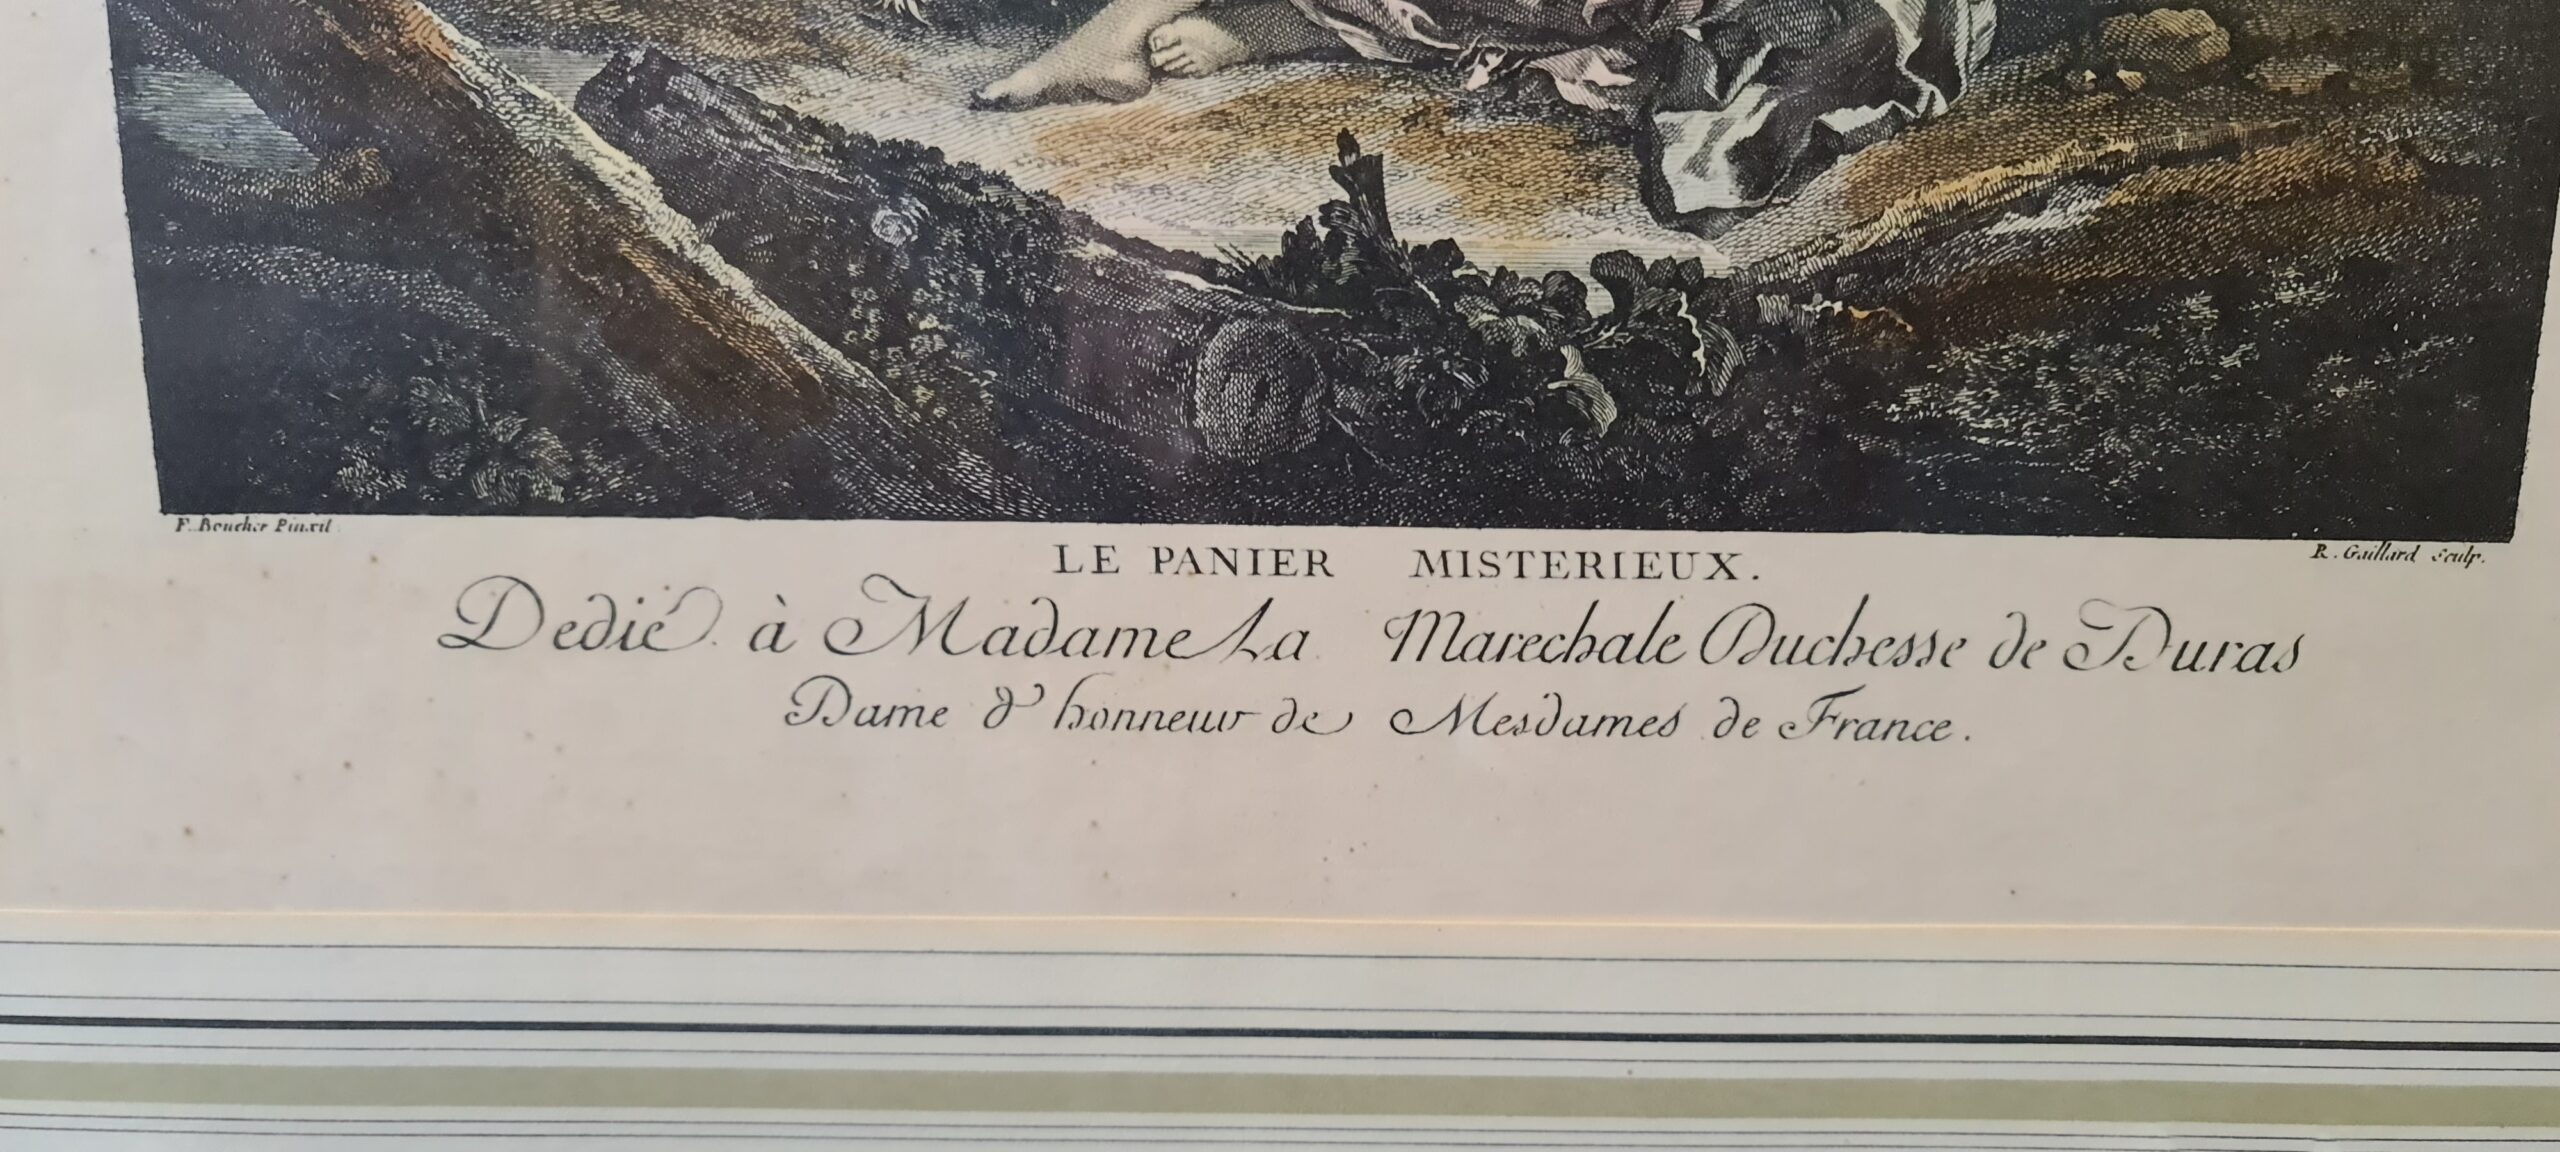 F. Boucher Pinxit
R. Gaillard Sculp.
LE PANIER MISTERIEUX.
Dedié à Madame La Marechale Duchesse de Duras
Dame d'honneur de Mesdames de France.